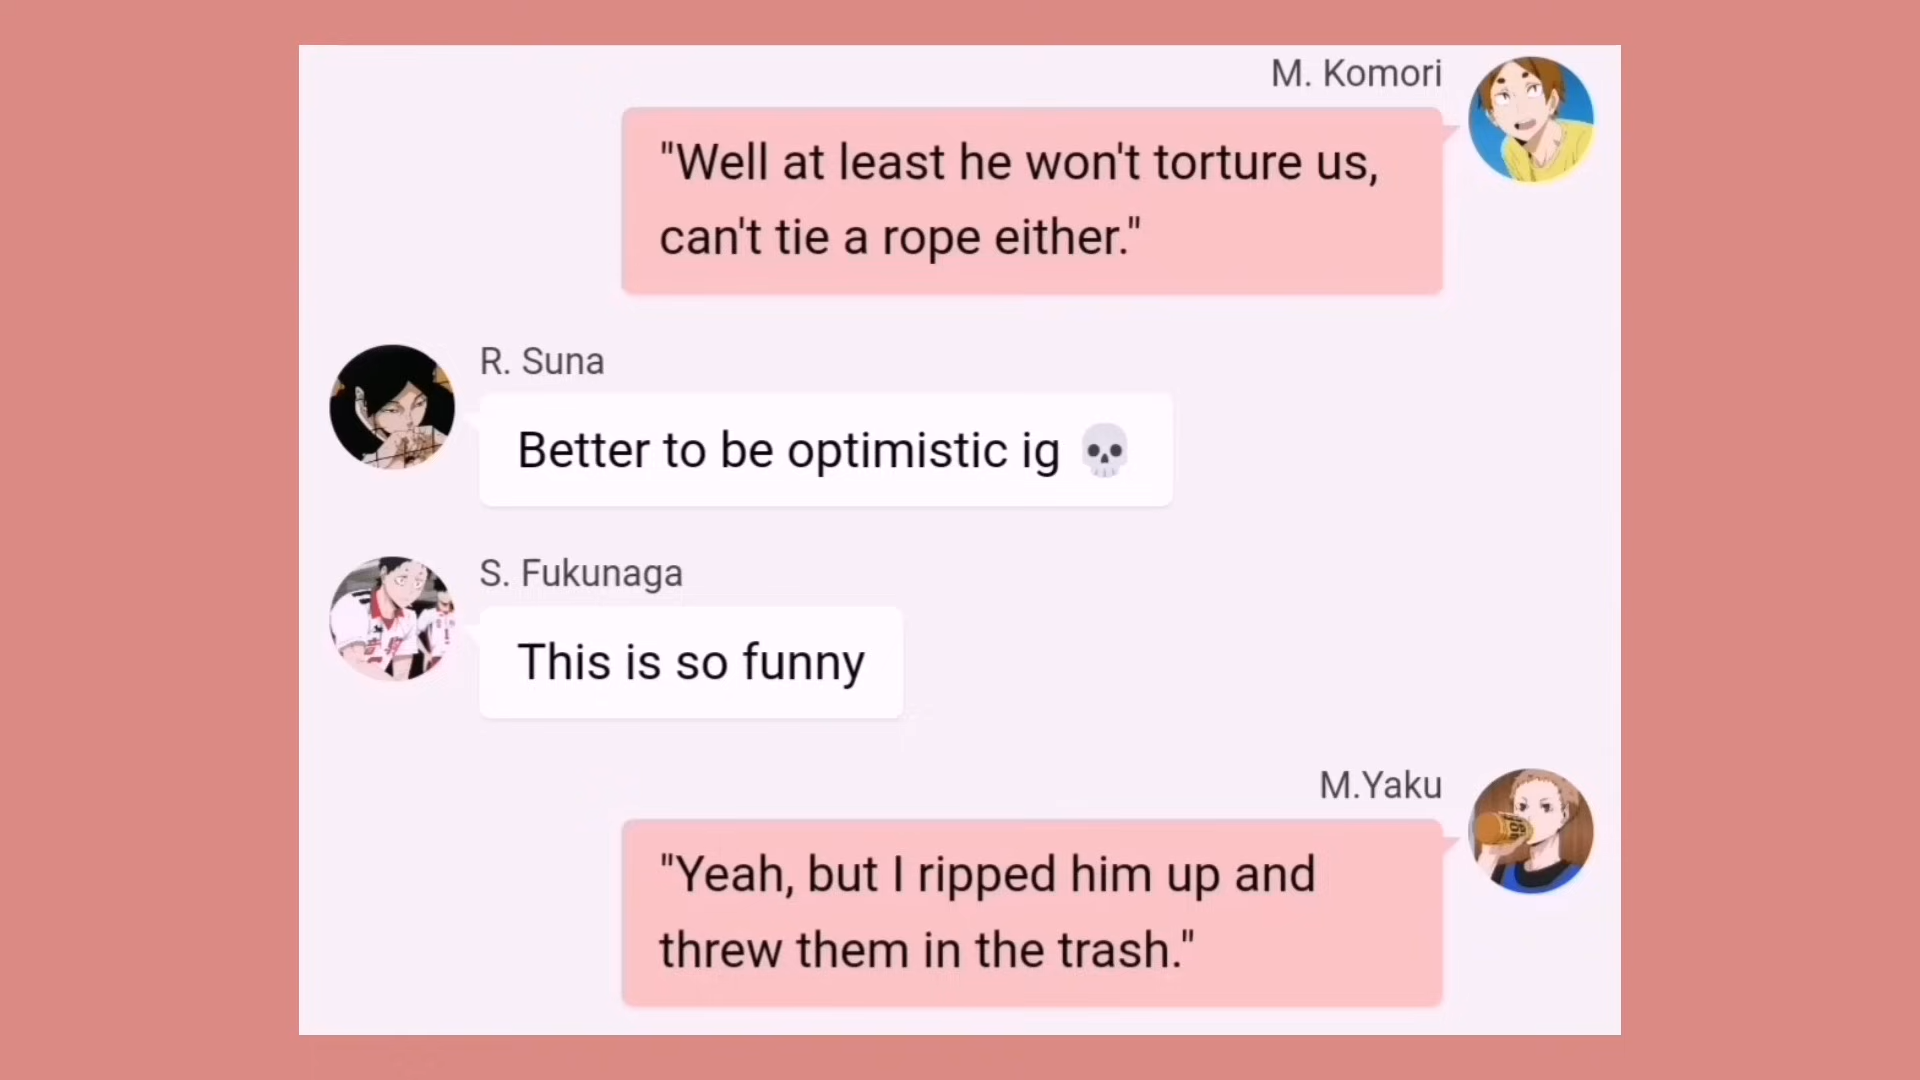 M. Komori
"Well at least he won't torture us,
can't tie a rope either."
R. Suna
Better to be optimistic ig 💀
S. Fukunaga
This is so funny
M.Yaku
"Yeah, but I ripped him up and
threw them in the trash."